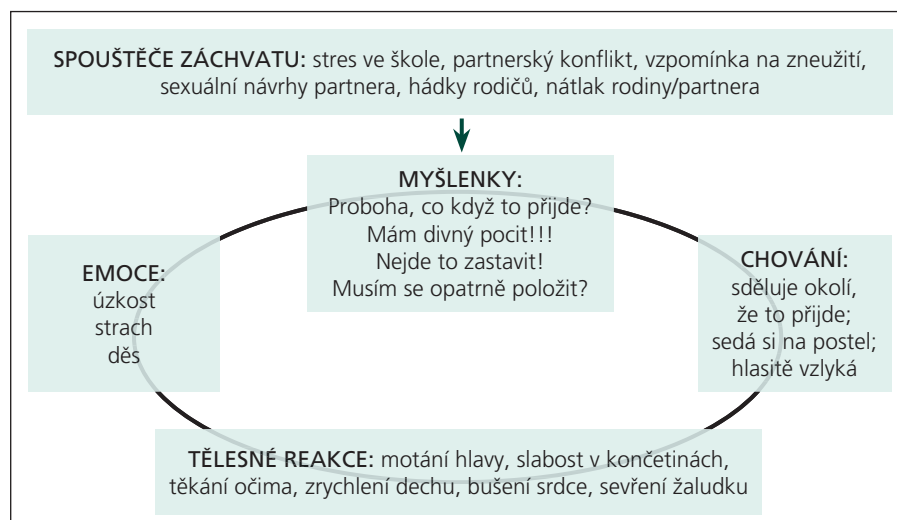 SPOUŠTĚČE ZÁCHVATU: stres ve škole, partnerský konflikt, vzpomínka na zneužití,
sexuální návrhy partnera, hádky rodičů, nátlak rodiny/partnera
MYŠLENKY:
Proboha, co když to přijde?
Mám divný pocit!!!
Nejde to zastavit!
Musím se opatrně položit?
EMOCE:
úzkost
strach
děs
CHOVÁNÍ:
sděluje okolí,
že to přijde;
sedá si na postel;
hlasitě vzlyká
TĚLESNÉ REAKCE: motání hlavy, slabost v končetinách,
těkání očima, zrychlení dechu, bušení srdce, sevření žaludku